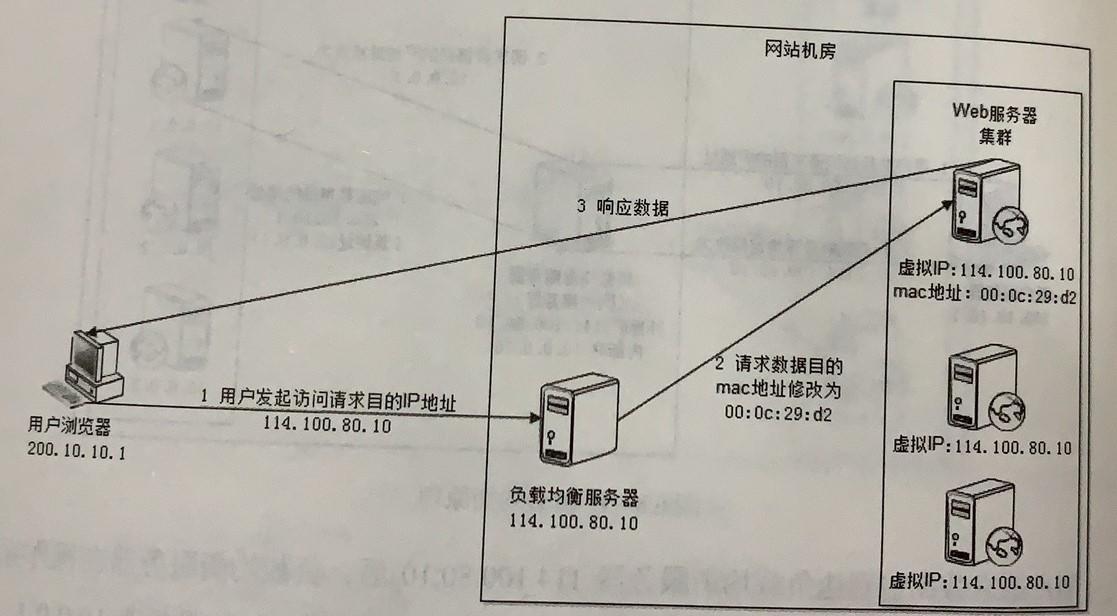 网站机房
Web服务器
集群
3 响应数据
虚拟IP:114.100.80.10
mac地址: 00:0c:29:d2
2 请求数据目的
mac地址修改为
00:0c:29:d2
1 用户发起访问请求目的IP地址
114.100.80.10
用户浏览器
200.10.10.1
虚拟IP:114.100.80.10
负载均衡服务器
114.100.80.10
虚拟IP:114.100.80.10